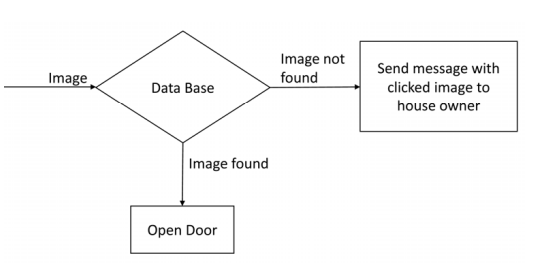 Image
Data Base
Image not
found
Send message with
clicked image to
house owner
Image found
Open Door